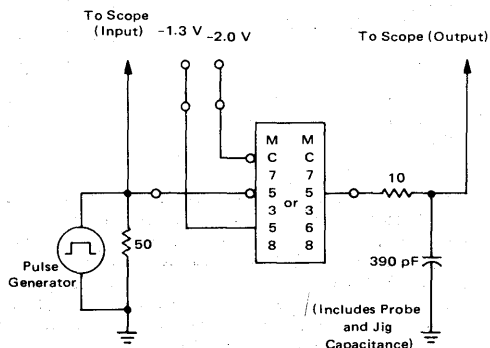 To Scope
(Input)
-1.3 V
-2.0 V
To Scope (Output)
M M
C C
7 7
5 5
3 or 3
5 6
8 8
10
50
Pulse
Generator
390 pF
(Includes Probe
and Jig
Capacitance)